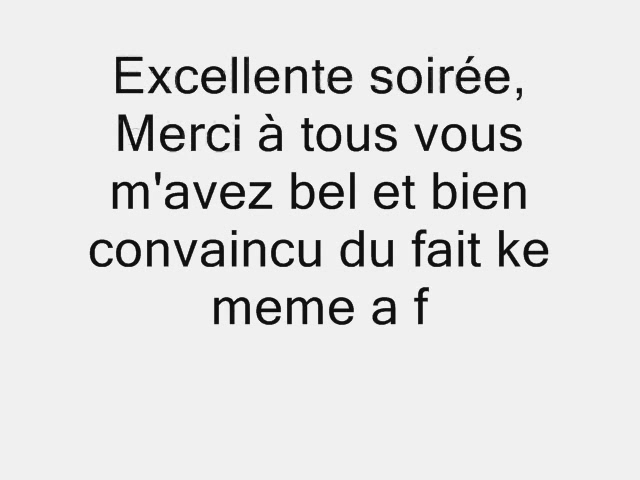 Excellente soirée,
Merci à tous vous
m'avez bel et bien
convaincu du fait ke
meme a f